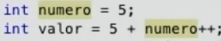 int numero = 5;
int valor = 5 + numero++;